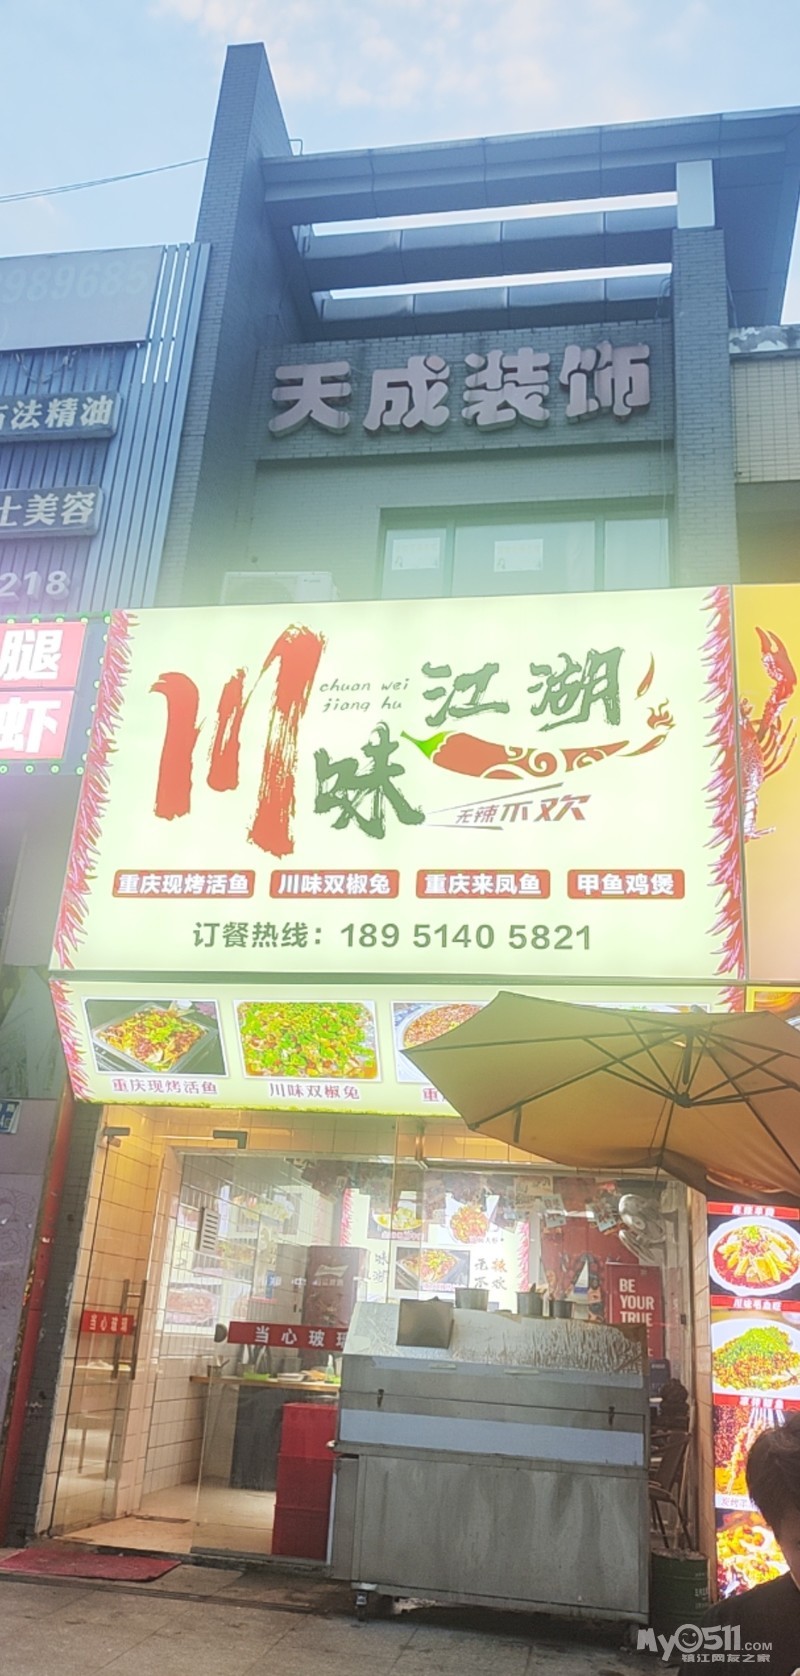 989685
天成装饰
古法精油
士美容
218
腿
虾
川味江湖
chuan wei
jiang hu
无辣不欢
重庆现烤活鱼 川味双椒兔 重庆来凤鱼 甲鱼鸡煲
订餐热线：189 5140 5821
重庆现烤活鱼 川味双椒兔 重
无辣
不欢
当心玻璃
当心玻璃
BE
YOUR
TRUE
My0511.COM
镇江网友之家